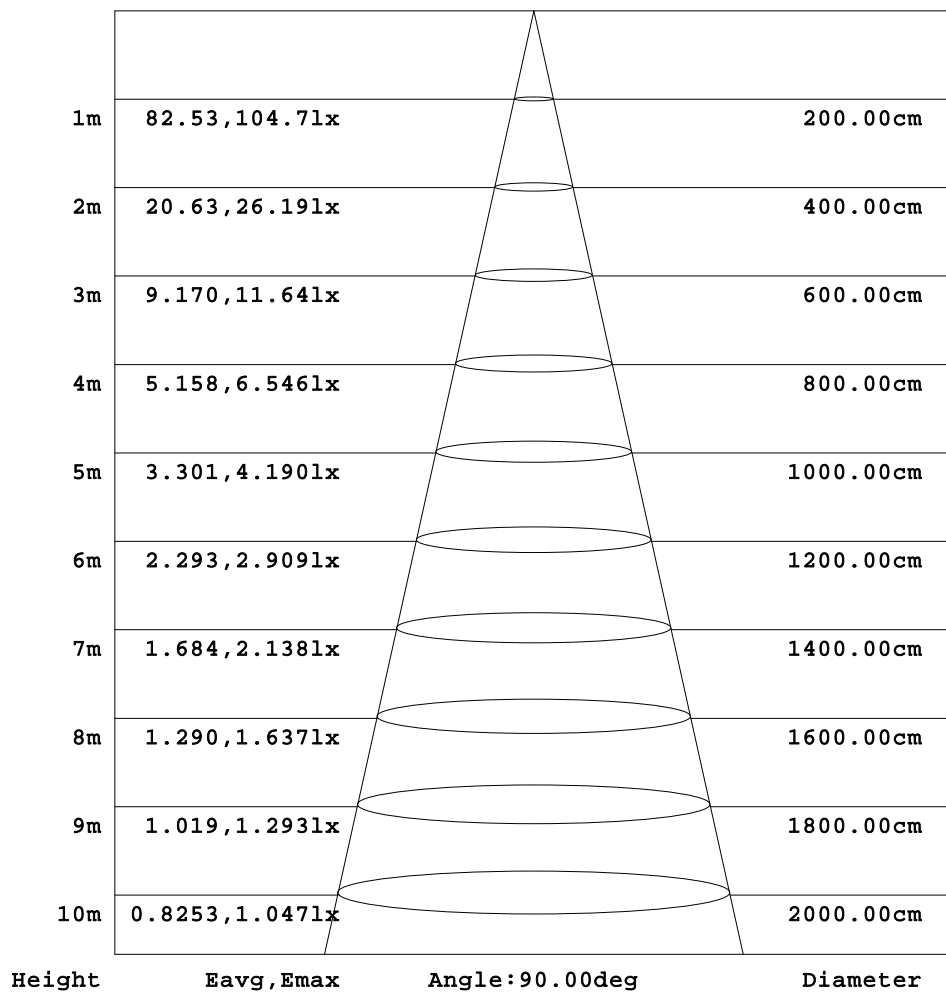 1m 82.53,104.7lx 200.00cm
2m 20.63,26.19lx 400.00cm
3m 9.170,11.64lx 600.00cm
4m 5.158,6.546lx 800.00cm
5m 3.301,4.190lx 1000.00cm
6m 2.293,2.909lx 1200.00cm
7m 1.684,2.138lx 1400.00cm
8m 1.290,1.637lx 1600.00cm
9m 1.019,1.293lx 1800.00cm
10m 0.8253,1.047lx 2000.00cm
Height Eavg,Emax Angle:90.00deg Diameter